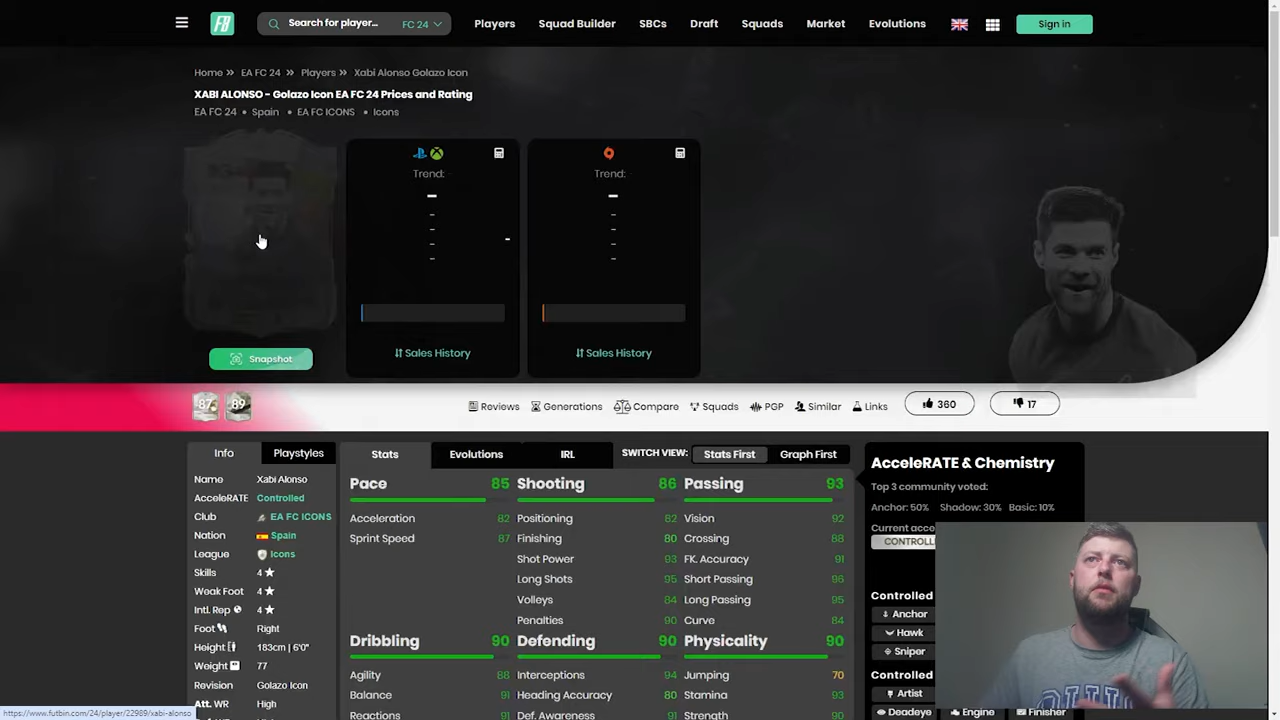 FB
Search for player...
FC 24
Players
Squad Builder
SBCs
Draft
Squads
Market
Evolutions
Sign in
Home » EA FC 24 » Players » Xabi Alonso Golazo Icon
XABI ALONSO - Golazo Icon EA FC 24 Prices and Rating
EA FC 24 • Spain • EA FC ICONS • Icons
Trend:
Trend:
Sales History
Sales History
Snapshot
87
89
Reviews
Generations
Compare
Squads
PGP
Similar
Links
360
17
Info
Playstyles
Name Xabi Alonso
AcceleRATE Controlled
Club EA FC ICONS
Nation Spain
League Icons
Skills 4
Weak Foot 4
Intl. Rep 4
Foot Right
Height 183cm | 6'0"
Weight 77
Revision Golazo Icon
Att. WR High
Stats
Evolutions
IRL
SWITCH VIEW:
Stats First
Graph First
Pace 85
Acceleration 82
Sprint Speed 87
Shooting 86
Positioning 82
Finishing 80
Shot Power 93
Long Shots 95
Volleys 84
Penalties 90
Passing 93
Vision 92
Crossing 88
FK. Accuracy 91
Short Passing 96
Long Passing 95
Curve 84
Dribbling 90
Agility 88
Balance 91
Reactions 91
Defending 90
Interceptions 94
Heading Accuracy 80
Def. Awareness 91
Physicality 90
Jumping 70
Stamina 93
Strength 90
AcceleRATE & Chemistry
Top 3 community voted:
Anchor: 50% Shadow: 30% Basic: 10%
Current acce
CONTROLL
Controlled
Anchor
Hawk
Sniper
Controlled
Artist
Deadeye
Engine
Finisher
https://www.futbin.com/24/player/22989/xabi-alonso